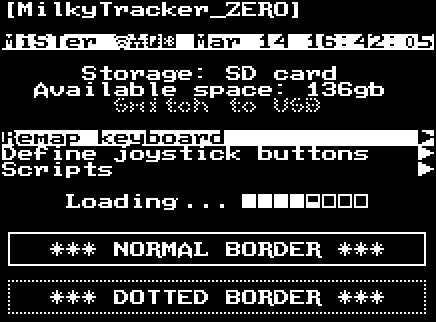 [MilkyTracker_ZERO]
MiSTer Mar 14 16:42:05
Storage: SD card
Available space: 136gb
Switch to USB
Remap keyboard
Define joystick buttons
Scripts
Loading...
*** NORMAL BORDER ***
*** DOTTED BORDER ***